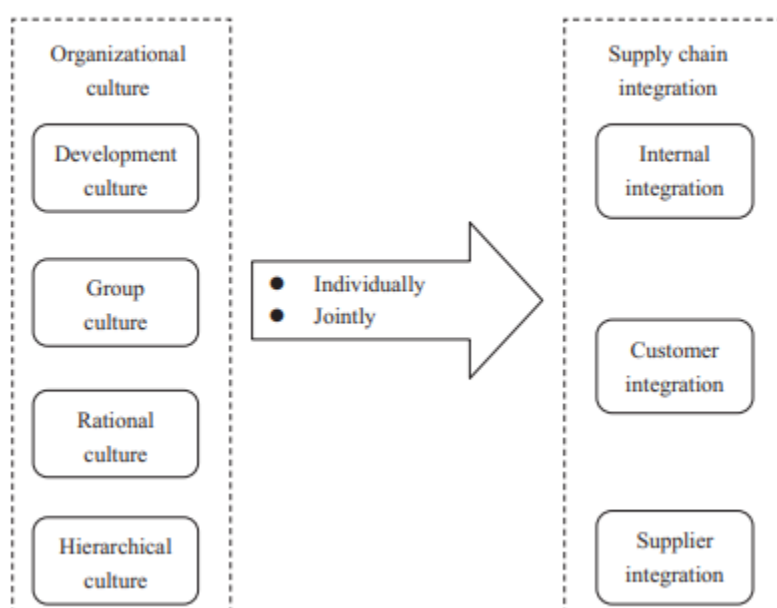 Organizational
culture
Development
culture
Group
culture
Rational
culture
Hierarchical
culture
● Individually
● Jointly
Supply chain
integration
Internal
integration
Customer
integration
Supplier
integration